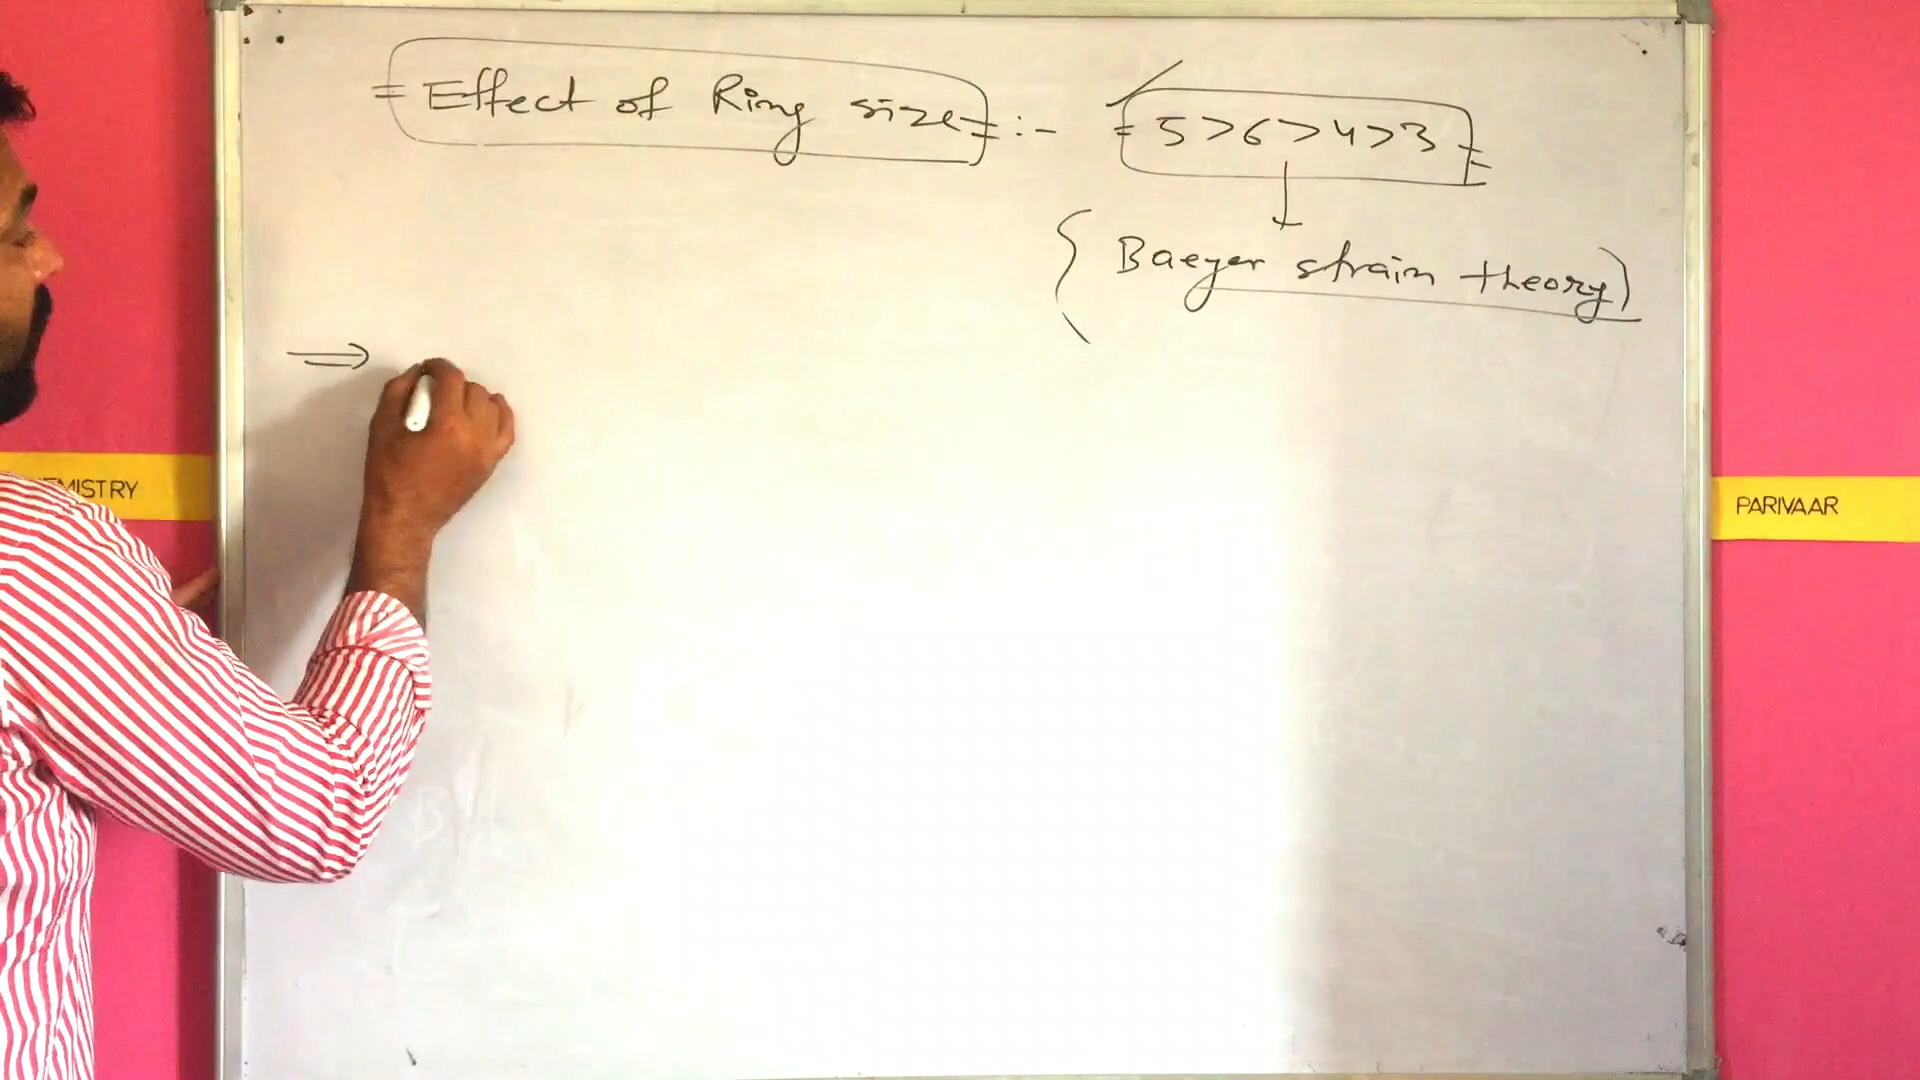 = Effect of Ring size = :- = 5>6>4>3 =
↓
{ Baeyer strain theory)
⇒
EMISTRY
PARIVAAR